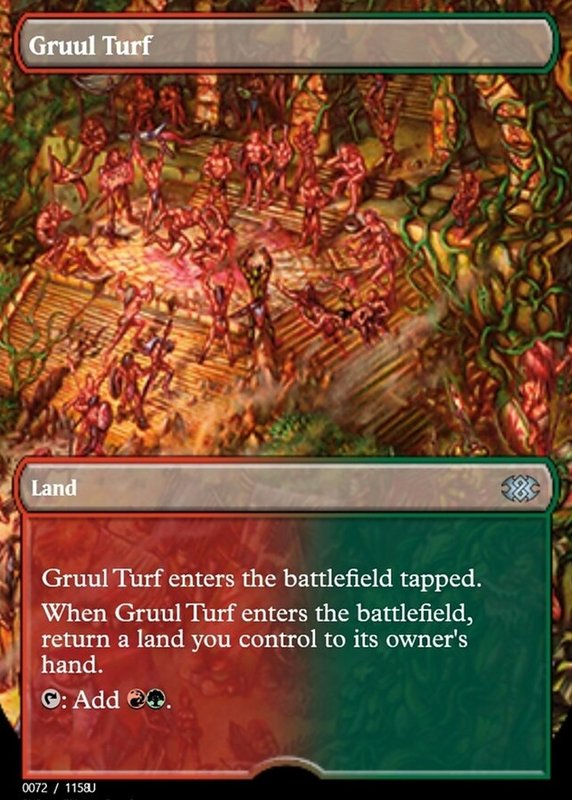 Gruul Turf
Land
Gruul Turf enters the battlefield tapped.
When Gruul Turf enters the battlefield,
return a land you control to its owner's
hand.
: Add .
0072 / 1158U